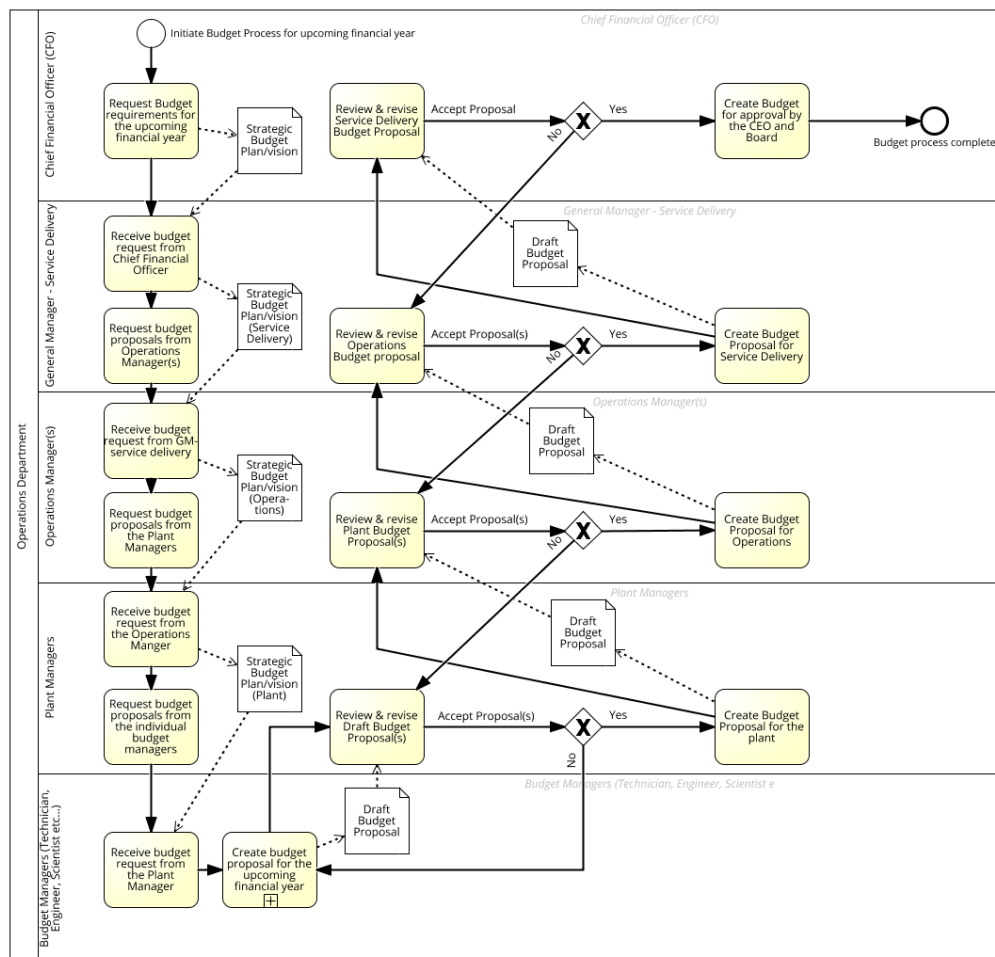 Operations Department
Chief Financial Officer (CFO)
Chief Financial Officer (CFO)
Initiate Budget Process for upcoming financial year
Request Budget
requirements for
the upcoming
financial year
Strategic
Budget
Plan/vision
Review & revise
Service Delivery
Budget Proposal
Accept Proposal
X
Yes
No
Create Budget
for approval by
the CEO and
Board
Budget process complete
General Manager - Service Delivery
General Manager - Service Delivery
Receive budget
request from
Chief Financial
Officer
Strategic
Budget
Plan/vision
(Service
Delivery)
Request budget
proposals from
Operations
Manager(s)
Draft
Budget
Proposal
Review & revise
Operations
Budget proposal
Accept Proposal(s)
X
Yes
No
Create Budget
Proposal for
Service Delivery
Operations Manager(s)
Operations Manager(s)
Receive budget
request from GM-
service delivery
Strategic
Budget
Plan/vision
(Opera-
tions)
Request budget
proposals from
the Plant
Managers
Draft
Budget
Proposal
Review & revise
Plant Budget
Proposal(s)
Accept Proposal(s)
X
Yes
No
Create Budget
Proposal for
Operations
Plant Managers
Plant Managers
Receive budget
request from
the Operations
Manger
Strategic
Budget
Plan/vision
(Plant)
Request budget
proposals from
the individual
budget
managers
Draft
Budget
Proposal
Review & revise
Draft Budget
Proposal(s)
Accept Proposal(s)
X
Yes
No
Create Budget
Proposal for the
plant
Budget Managers (Technician,
Engineer, Scientist etc...)
Budget Managers (Technician, Engineer, Scientist e
Receive budget
request from
the Plant
Manager
Create budget
proposal for the
upcoming
financial year
Draft
Budget
Proposal